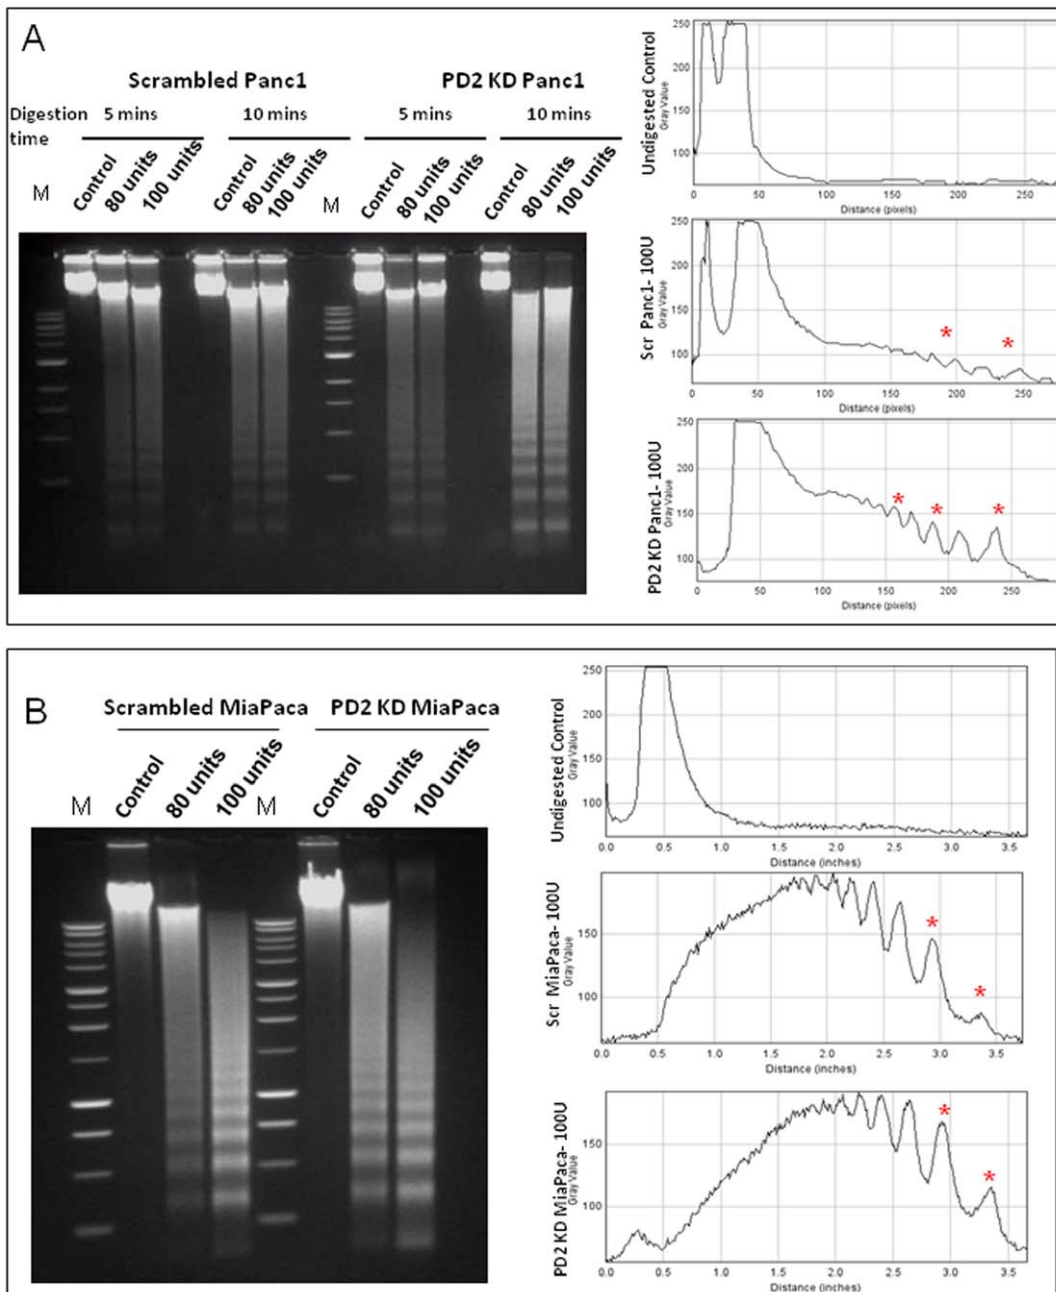 A
Scrambled Panc1
PD2 KD Panc1
Digestion time
5 mins
10 mins
5 mins
10 mins
M
Control
80 units
100 units
Control
80 units
100 units
M
Control
80 units
100 units
Control
80 units
100 units
Undigested Control
Gray Value
250
200
150
100
0
50
100
150
200
250
Distance (pixels)
Scr Panc1- 100U
Gray Value
250
200
150
100
*
*
0
50
100
150
200
250
Distance (pixels)
PD2 KD Panc1- 100U
Gray Value
250
200
150
100
*
*
*
0
50
100
150
200
250
Distance (pixels)
B
Scrambled MiaPaca
PD2 KD MiaPaca
M
Control
80 units
100 units
M
Control
80 units
100 units
Undigested Control
Gray Value
250
200
150
100
0.0
0.5
1.0
1.5
2.0
2.5
3.0
3.5
Distance (inches)
Scr MiaPaca- 100U
Gray Value
150
100
*
*
0.0
0.5
1.0
1.5
2.0
2.5
3.0
3.5
Distance (inches)
PD2 KD MiaPaca- 100U
Gray Value
150
100
*
*
0.0
0.5
1.0
1.5
2.0
2.5
3.0
3.5
Distance (inches)